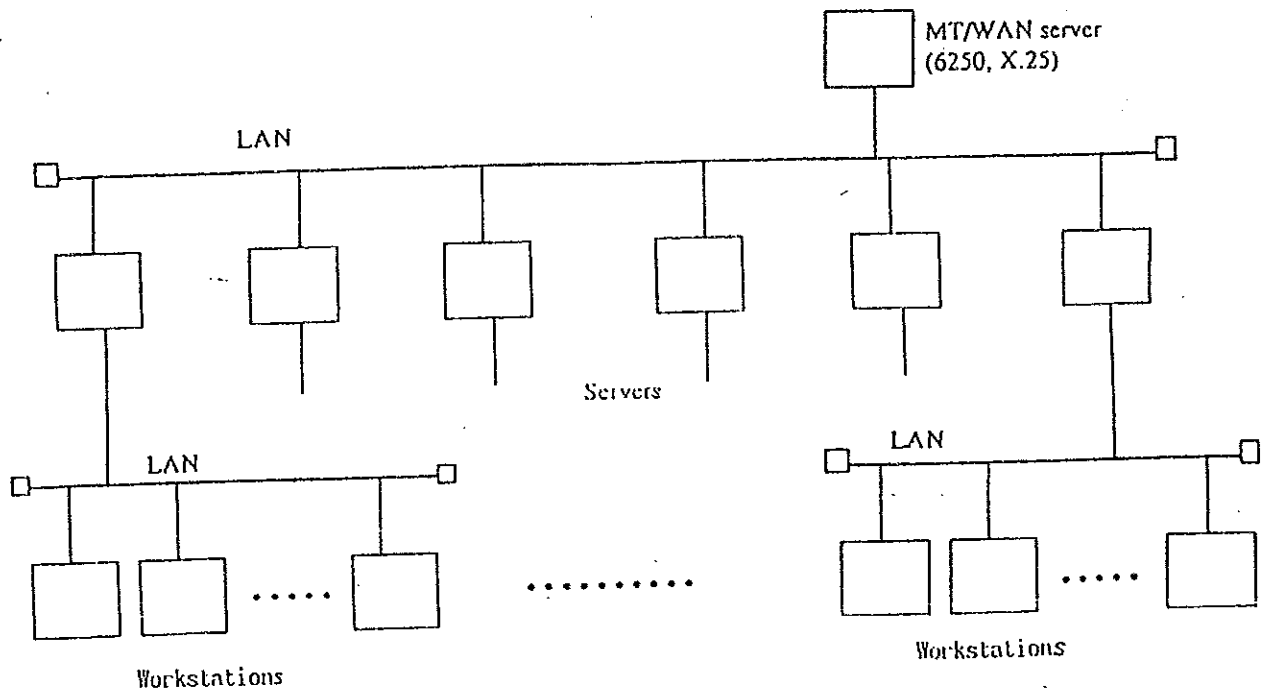 MT/WAN server
(6250, X.25)
LAN
Servers
LAN
LAN
Workstations
Workstations